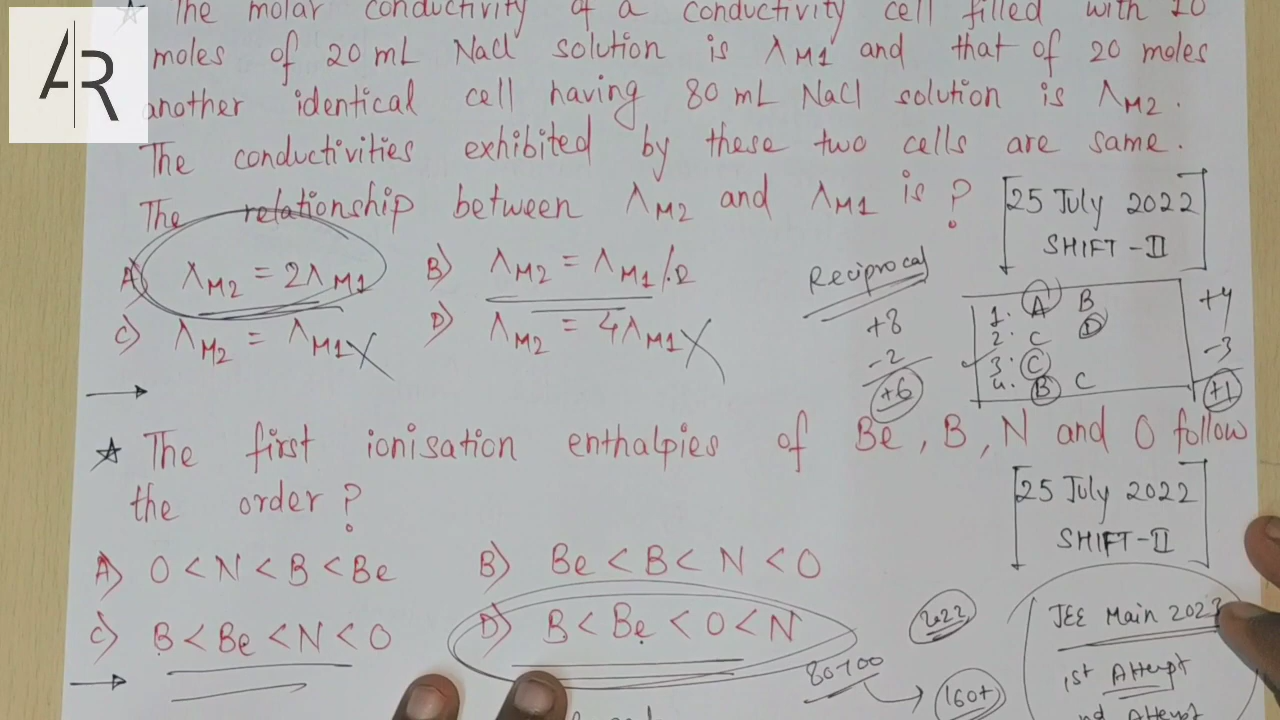 AR
☆ The molar conductivity of a conductivity cell filled with 10
moles of 20 mL NaCl solution is ΛM1 and that of 20 moles
another identical cell having 80 mL NaCl solution is ΛM2.
The conductivities exhibited by these two cells are same.
The relationship between ΛM2 and ΛM1 is ?
[25 July 2022
SHIFT-II]
A) ΛM2 = 2ΛM1
B) ΛM2 = ΛM1/2
C) ΛM2 = ΛM1
D) ΛM2 = 4ΛM1
Reciprocal
+8
-2
+6
1. A B
2. C D
3. C
4. B C
+4
-3
+1
☆ The first ionisation enthalpies of Be, B, N and O follow
the order ?
[25 July 2022
SHIFT-II]
A) O < N < B < Be
B) Be < B < N < O
C) B < Be < N < O
D) B < Be < O < N
2022
80-100 → 160+
JEE Main 2023
1st Attempt
nd Attempt